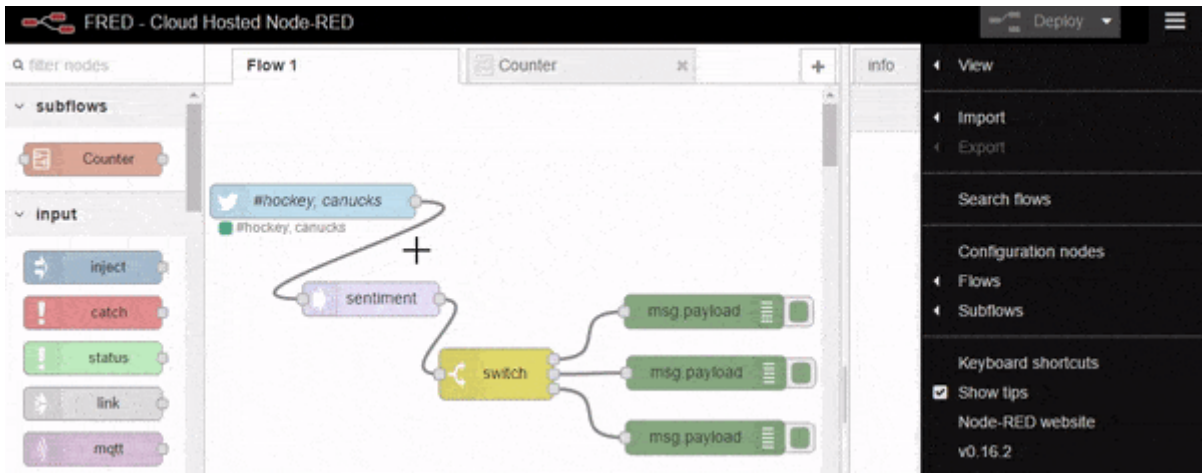 FRED - Cloud Hosted Node-RED
Deploy
filter nodes
Flow 1
Counter
info
View
subflows
Import
Export
Counter
Search flows
#hockey, canucks
#hockey, canucks
input
Configuration nodes
Flows
Subflows
inject
sentiment
catch
msg.payload
status
switch
msg.payload
Keyboard shortcuts
Show tips
link
Node-RED website
mqtt
msg.payload
v0.16.2